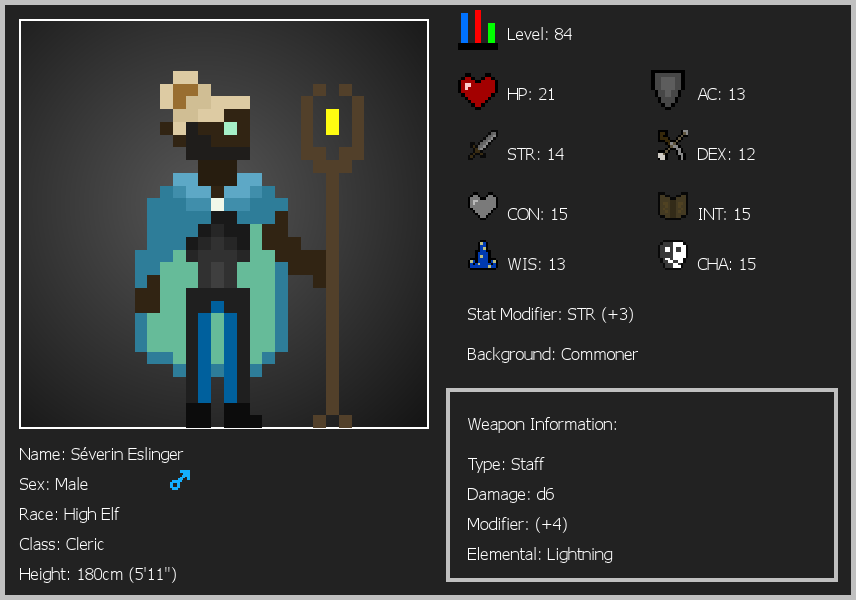 Level: 84
HP: 21
AC: 13
STR: 14
DEX: 12
CON: 15
INT: 15
WIS: 13
CHA: 15
Stat Modifier: STR (+3)
Background: Commoner
Weapon Information:
Type: Staff
Damage: d6
Modifier: (+4)
Elemental: Lightning
Name: Séverin Eslinger
Sex: Male
Race: High Elf
Class: Cleric
Height: 180cm (5'11")